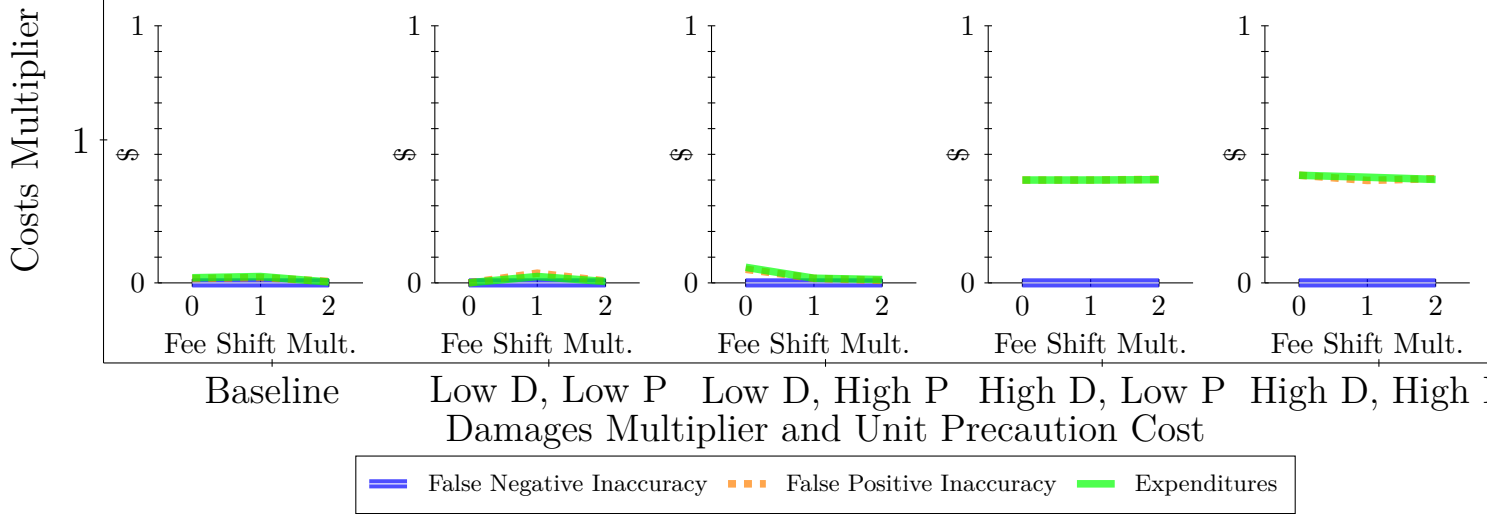 Costs Multiplier
1
1 1 1 1 1
$ $ $ $ $
0 0 0 0 0
0 1 2 0 1 2 0 1 2 0 1 2 0 1 2
Fee Shift Mult. Fee Shift Mult. Fee Shift Mult. Fee Shift Mult. Fee Shift Mult.
Baseline Low D, Low P Low D, High P High D, Low P High D, High
Damages Multiplier and Unit Precaution Cost
False Negative Inaccuracy False Positive Inaccuracy Expenditures